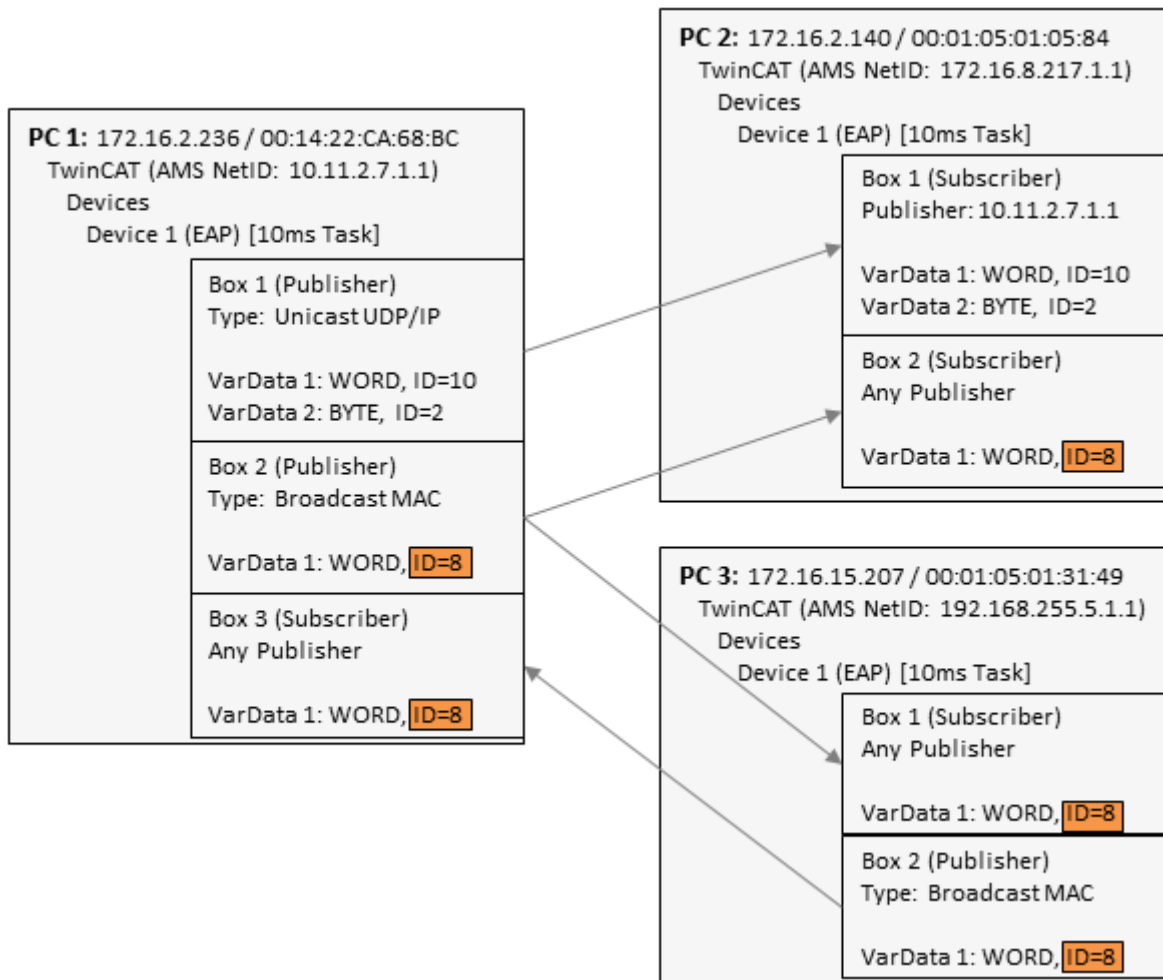 PC 1: 172.16.2.236 / 00:14:22:CA:68:BC
TwinCAT (AMS NetID: 10.11.2.7.1.1)
Devices
Device 1 (EAP) [10ms Task]
Box 1 (Publisher)
Type: Unicast UDP/IP
VarData 1: WORD, ID=10
VarData 2: BYTE, ID=2
Box 2 (Publisher)
Type: Broadcast MAC
VarData 1: WORD, ID=8
Box 3 (Subscriber)
Any Publisher
VarData 1: WORD, ID=8
PC 2: 172.16.2.140 / 00:01:05:01:05:84
TwinCAT (AMS NetID: 172.16.8.217.1.1)
Devices
Device 1 (EAP) [10ms Task]
Box 1 (Subscriber)
Publisher: 10.11.2.7.1.1
VarData 1: WORD, ID=10
VarData 2: BYTE, ID=2
Box 2 (Subscriber)
Any Publisher
VarData 1: WORD, ID=8
PC 3: 172.16.15.207 / 00:01:05:01:31:49
TwinCAT (AMS NetID: 192.168.255.5.1.1)
Devices
Device 1 (EAP) [10ms Task]
Box 1 (Subscriber)
Any Publisher
VarData 1: WORD, ID=8
Box 2 (Publisher)
Type: Broadcast MAC
VarData 1: WORD, ID=8